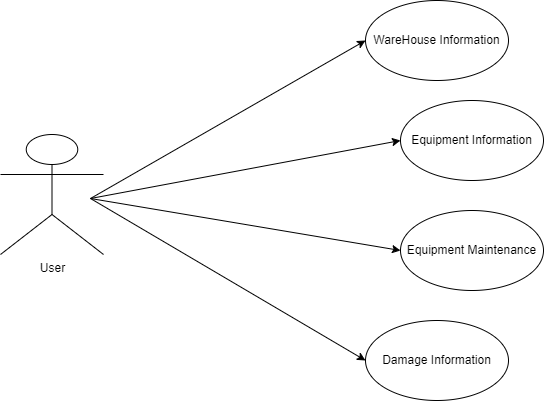 WareHouse Information
Equipment Information
Equipment Maintenance
User
Damage Information